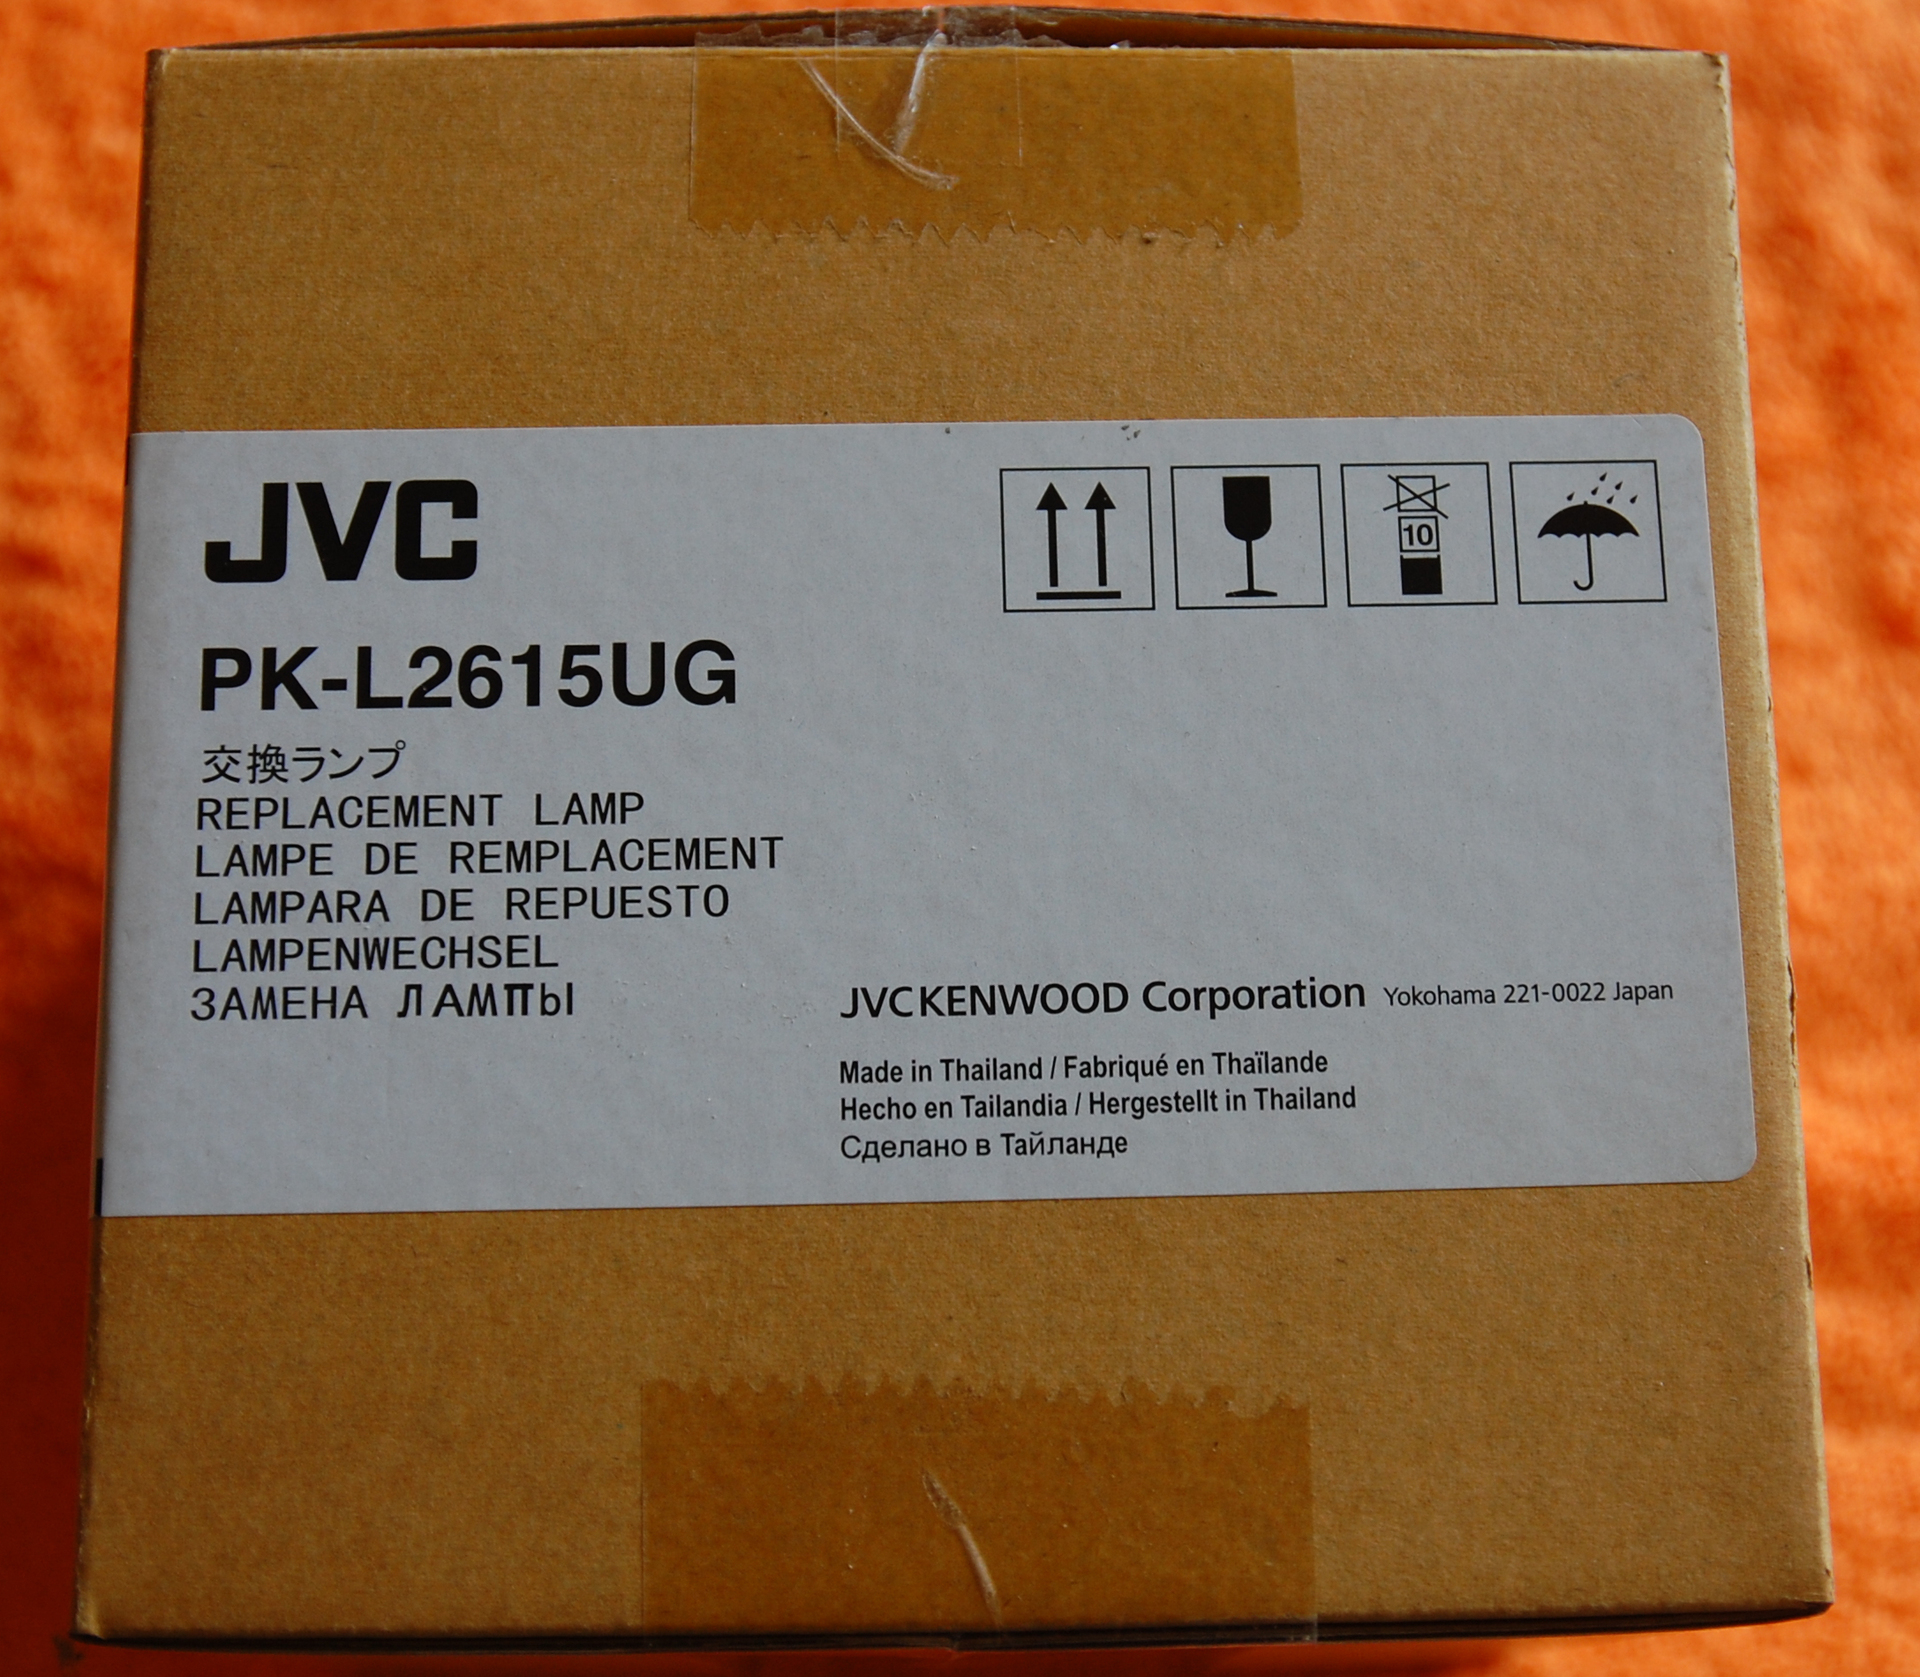 JVC
10
PK-L2615UG
交換ランプ
REPLACEMENT LAMP
LAMPE DE REMPLACEMENT
LAMPARA DE REPUESTO
LAMPENWECHSEL
ЗАМЕНА ЛАМПЫ
JVCKENWOOD Corporation Yokohama 221-0022 Japan
Made in Thailand / Fabriqué en Thaïlande
Hecho en Tailandia / Hergestellt in Thailand
Сделано в Тайланде